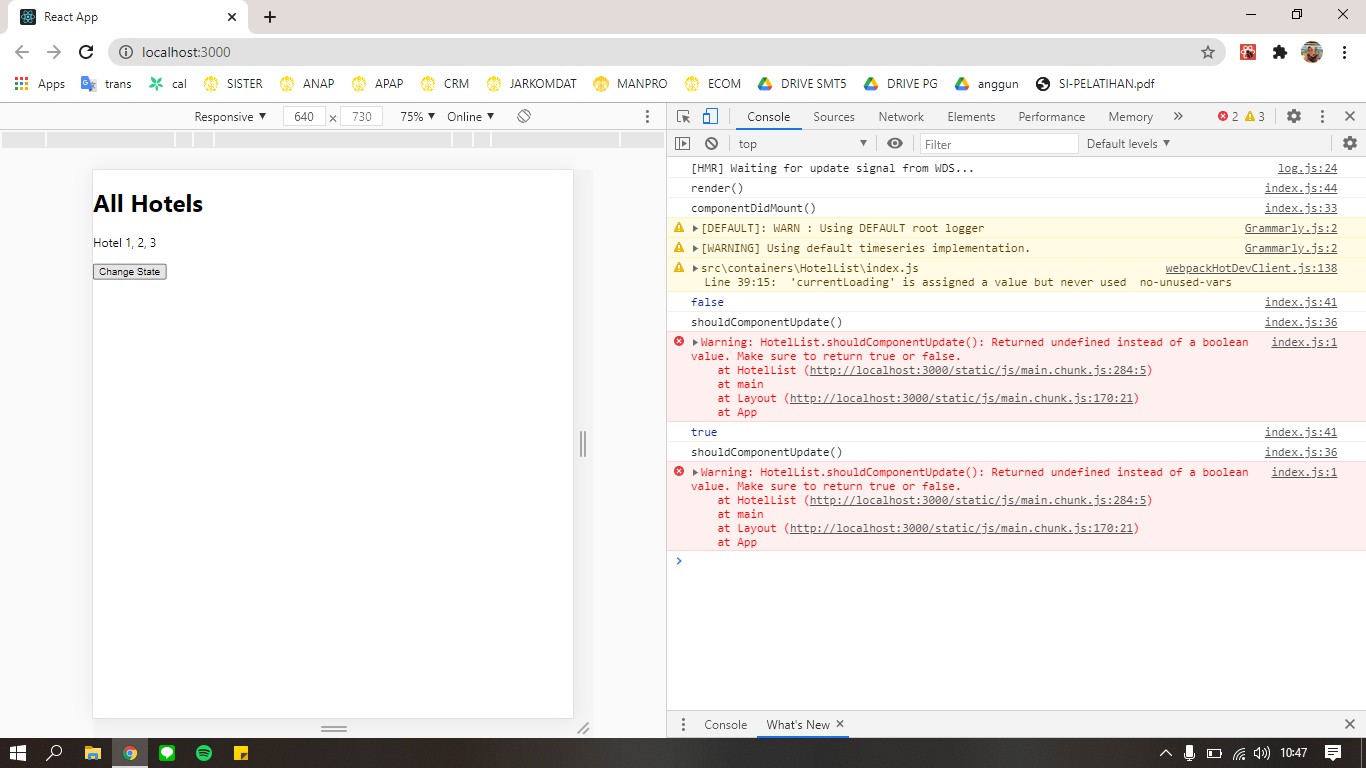 React App
localhost:3000
Apps trans cal SISTER ANAP APAP CRM JARKOMDAT MANPRO ECOM DRIVE SMT5 DRIVE PG anggun SI-PELATIHAN.pdf
Responsive 640 × 730 75% Online
All Hotels
Hotel 1, 2, 3
Change State
Console Sources Network Elements Performance Memory » 2 3
top Filter Default levels
[HMR] Waiting for update signal from WDS... log.js:24
render() index.js:44
componentDidMount() index.js:33
[DEFAULT]: WARN : Using DEFAULT root logger Grammarly.js:2
[WARNING] Using default timeseries implementation. Grammarly.js:2
src\containers\HotelList\index.js webpackHotDevClient.js:138
Line 39:15: 'currentLoading' is assigned a value but never used no-unused-vars
false index.js:41
shouldComponentUpdate() index.js:36
Warning: HotelList.shouldComponentUpdate(): Returned undefined instead of a boolean index.js:1
value. Make sure to return true or false.
at HotelList (http://localhost:3000/static/js/main.chunk.js:284:5)
at main
at Layout (http://localhost:3000/static/js/main.chunk.js:170:21)
at App
true index.js:41
shouldComponentUpdate() index.js:36
Warning: HotelList.shouldComponentUpdate(): Returned undefined instead of a boolean index.js:1
value. Make sure to return true or false.
at HotelList (http://localhost:3000/static/js/main.chunk.js:284:5)
at main
at Layout (http://localhost:3000/static/js/main.chunk.js:170:21)
at App
Console What's New
10:47